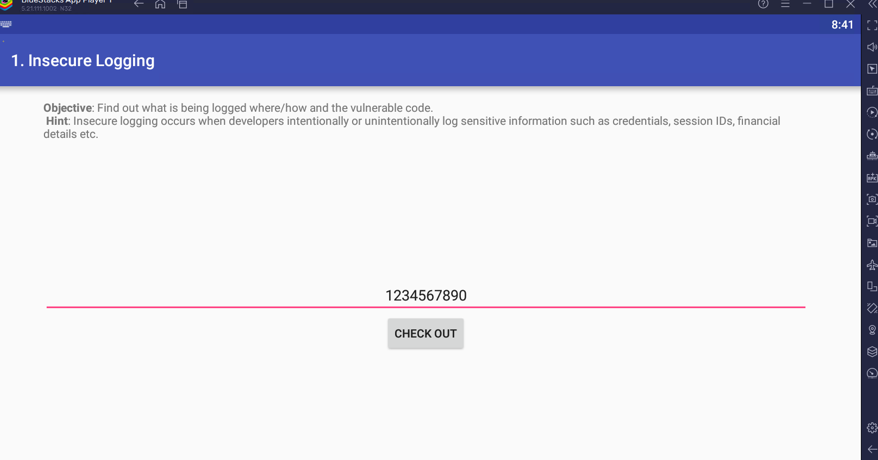 BlueStacks App Player 1
5.21.111.1002 N32
8:41
1. Insecure Logging
Objective: Find out what is being logged where/how and the vulnerable code.
Hint: Insecure logging occurs when developers intentionally or unintentionally log sensitive information such as credentials, session IDs, financial
details etc.
1234567890
CHECK OUT